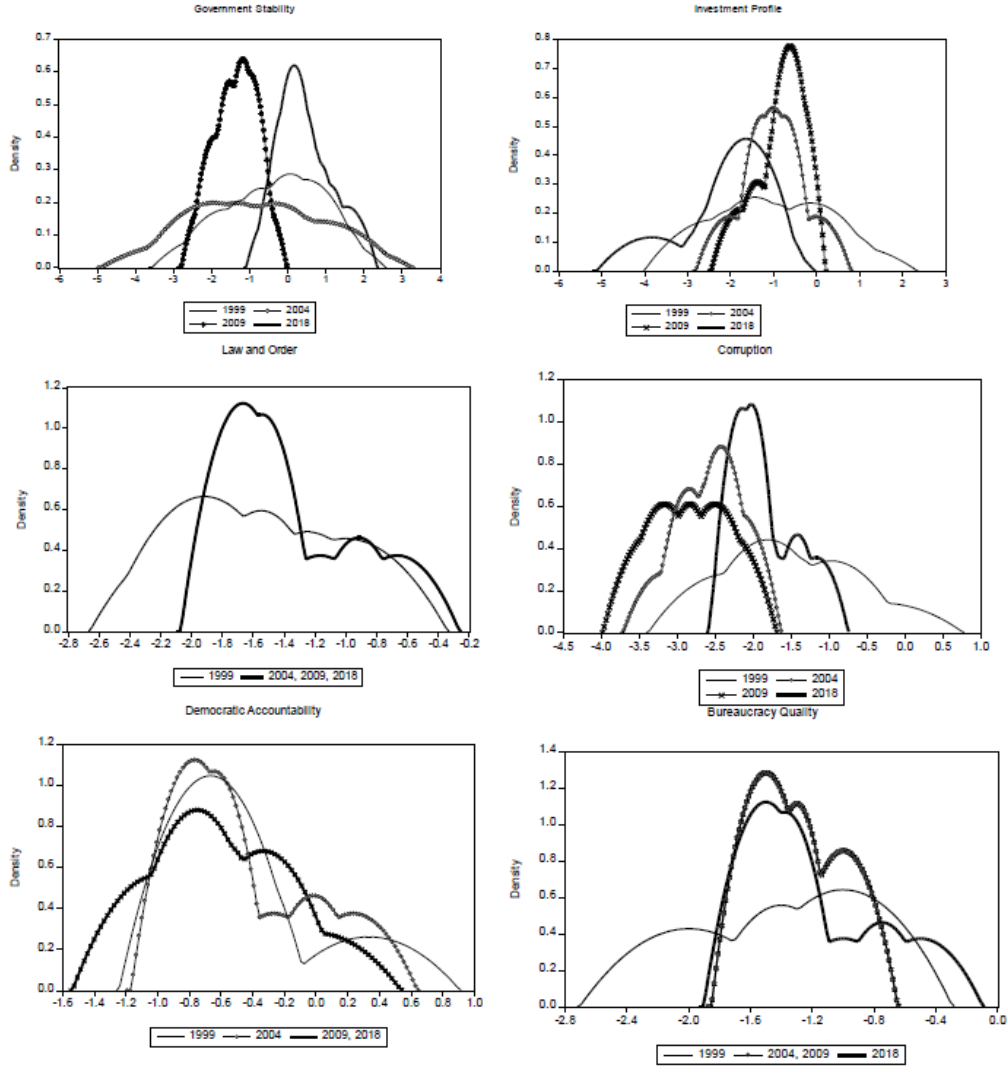 Government Stability
0.7
0.6
0.5
0.4
0.3
0.2
0.1
0.0
Density
-5 -5 -4 -3 -2 -1 0 1 2 3 4
1999 2004
2009 2018
Investment Profile
0.8
0.7
0.6
0.5
0.4
0.3
0.2
0.1
0.0
Density
-6 -5 -4 -3 -2 -1 0 1 2 3
1999 2004
2009 2018
Law and Order
1.2
1.0
0.8
0.6
0.4
0.2
0.0
Density
-2.8 -2.6 -2.4 -2.2 -2.0 -1.8 -1.6 -1.4 -1.2 -1.0 -0.8 -0.6 -0.4 -0.2
1999 2004, 2009, 2018
Corruption
1.2
1.0
0.8
0.6
0.4
0.2
0.0
Density
-4.5 -4.0 -3.5 -3.0 -2.5 -2.0 -1.5 -1.0 -0.5 0.0 0.5 1.0
1999 2004
2009 2018
Democratic Accountability
1.2
1.0
0.8
0.6
0.4
0.2
0.0
Density
-1.6 -1.4 -1.2 -1.0 -0.8 -0.6 -0.4 -0.2 0.0 0.2 0.4 0.6 0.8 1.0
1999 2004 2009, 2018
Bureaucracy Quality
1.4
1.2
1.0
0.8
0.6
0.4
0.2
0.0
Density
-2.8 -2.4 -2.0 -1.6 -1.2 -0.8 -0.4 0.0
1999 2004, 2009 2018